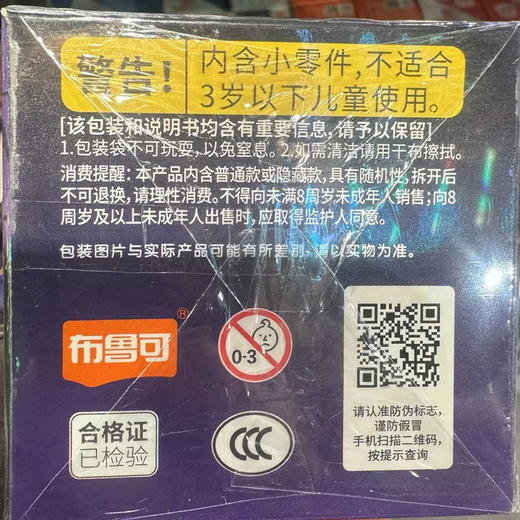 警告!
内含小零件,不适合
3岁以下儿童使用。
[该包装和说明书均含有重要信息,请予以保留]
1.包装袋不可玩耍,以免窒息。2.如需清洁请用干布擦拭。
消费提醒:本产品内含普通款或隐藏款,具有随机性,拆开后
不可退换,请理性消费。不得向未满8周岁未成年人销售;向8
周岁及以上未成年人出售时,应取得监护人同意。
包装图片与实际产品可能有所差别,请以实物为准。
布鲁可®
0-3
合格证
已检验
CCC
请认准防伪标志,
谨防假冒
手机扫描二维码,
按提示查询